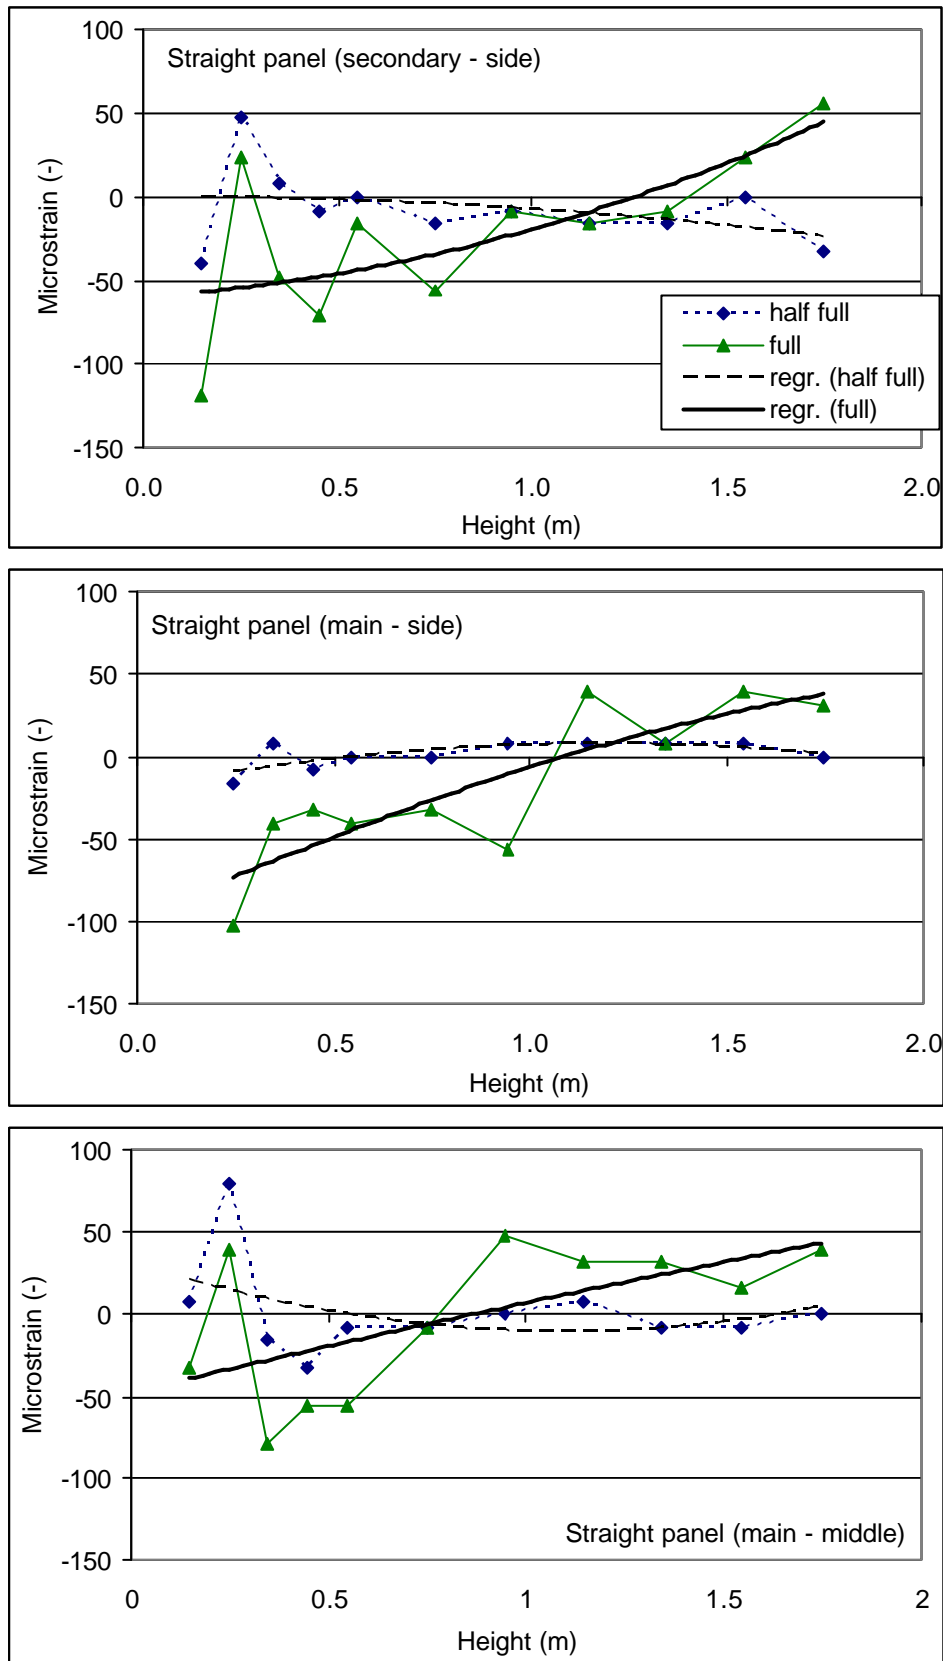 100
Straight panel (secondary - side)
50
0
-50
-100
-150
Microstrain (-)
half full
full
regr. (half full)
regr. (full)
0.0 0.5 1.0 1.5 2.0
Height (m)
100
Straight panel (main - side)
50
0
-50
-100
-150
Microstrain (-)
0.0 0.5 1.0 1.5 2.0
Height (m)
100
50
0
-50
-100
-150
Microstrain (-)
Straight panel (main - middle)
0 0.5 1 1.5 2
Height (m)